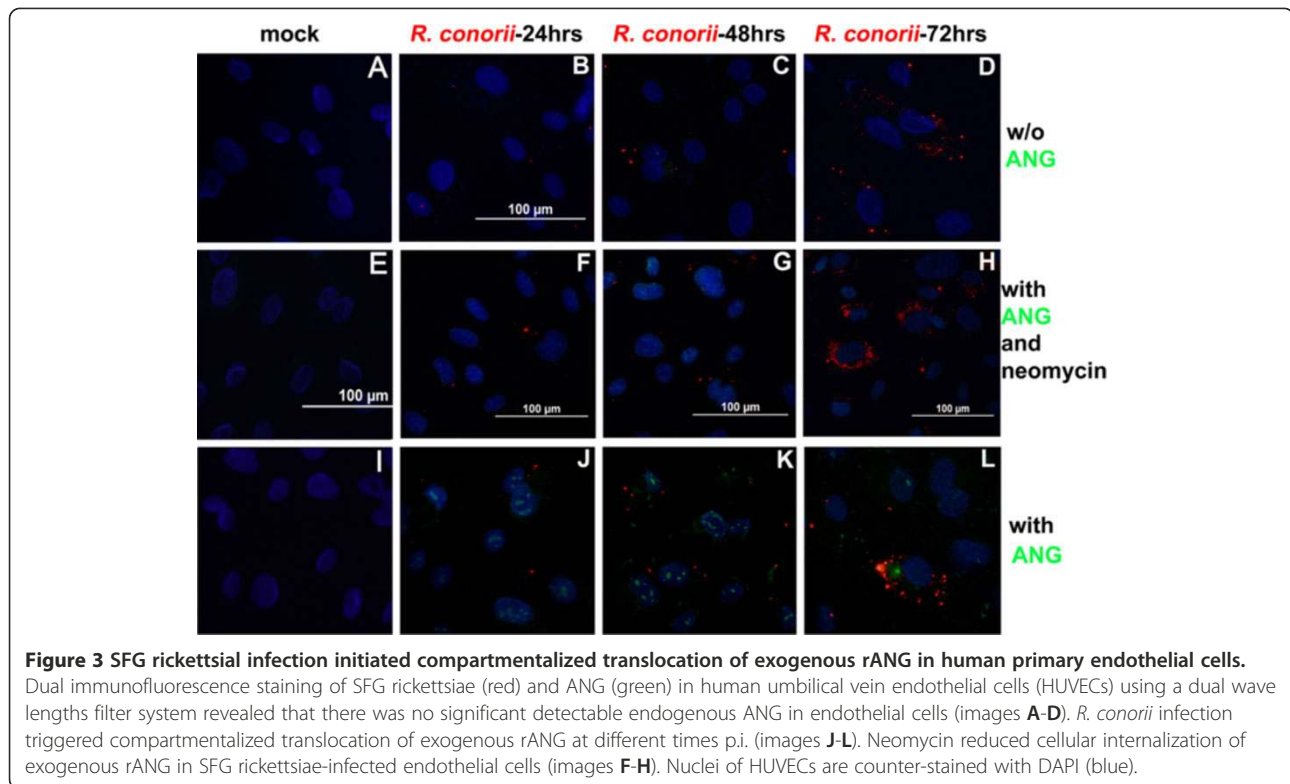 mock R. conorii-24hrs R. conorii-48hrs R. conorii-72hrs
A B C D
w/o
ANG
100 µm
E F G H
with
ANG
and
neomycin
100 µm 100 µm 100 µm
I J K L
with
ANG
Figure 3 SFG rickettsial infection initiated compartmentalized translocation of exogenous rANG in human primary endothelial cells.
Dual immunofluorescence staining of SFG rickettsiae (red) and ANG (green) in human umbilical vein endothelial cells (HUVECs) using a dual wave
lengths filter system revealed that there was no significant detectable endogenous ANG in endothelial cells (images A-D). R. conorii infection
triggered compartmentalized translocation of exogenous rANG at different times p.i. (images J-L). Neomycin reduced cellular internalization of
exogenous rANG in SFG rickettsiae-infected endothelial cells (images F-H). Nuclei of HUVECs are counter-stained with DAPI (blue).